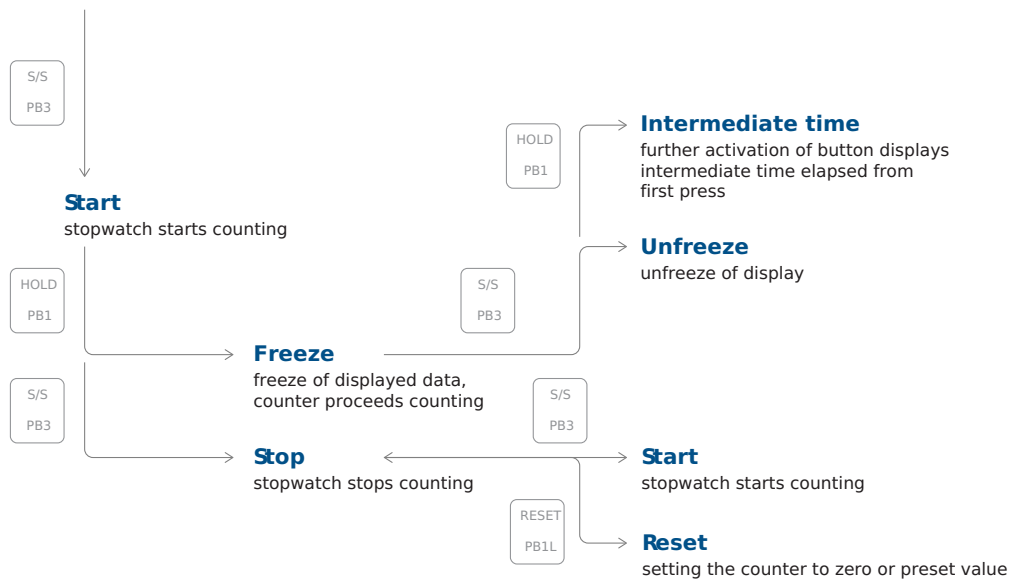 S/S
PB3
Start
stopwatch starts counting
HOLD
PB1
Intermediate time
further activation of button displays
intermediate time elapsed from
first press
HOLD
PB1
S/S
PB3
Unfreeze
unfreeze of display
Freeze
freeze of displayed data,
counter proceeds counting
S/S
PB3
Stop
stopwatch stops counting
S/S
PB3
Start
stopwatch starts counting
RESET
PB1L
Reset
setting the counter to zero or preset value